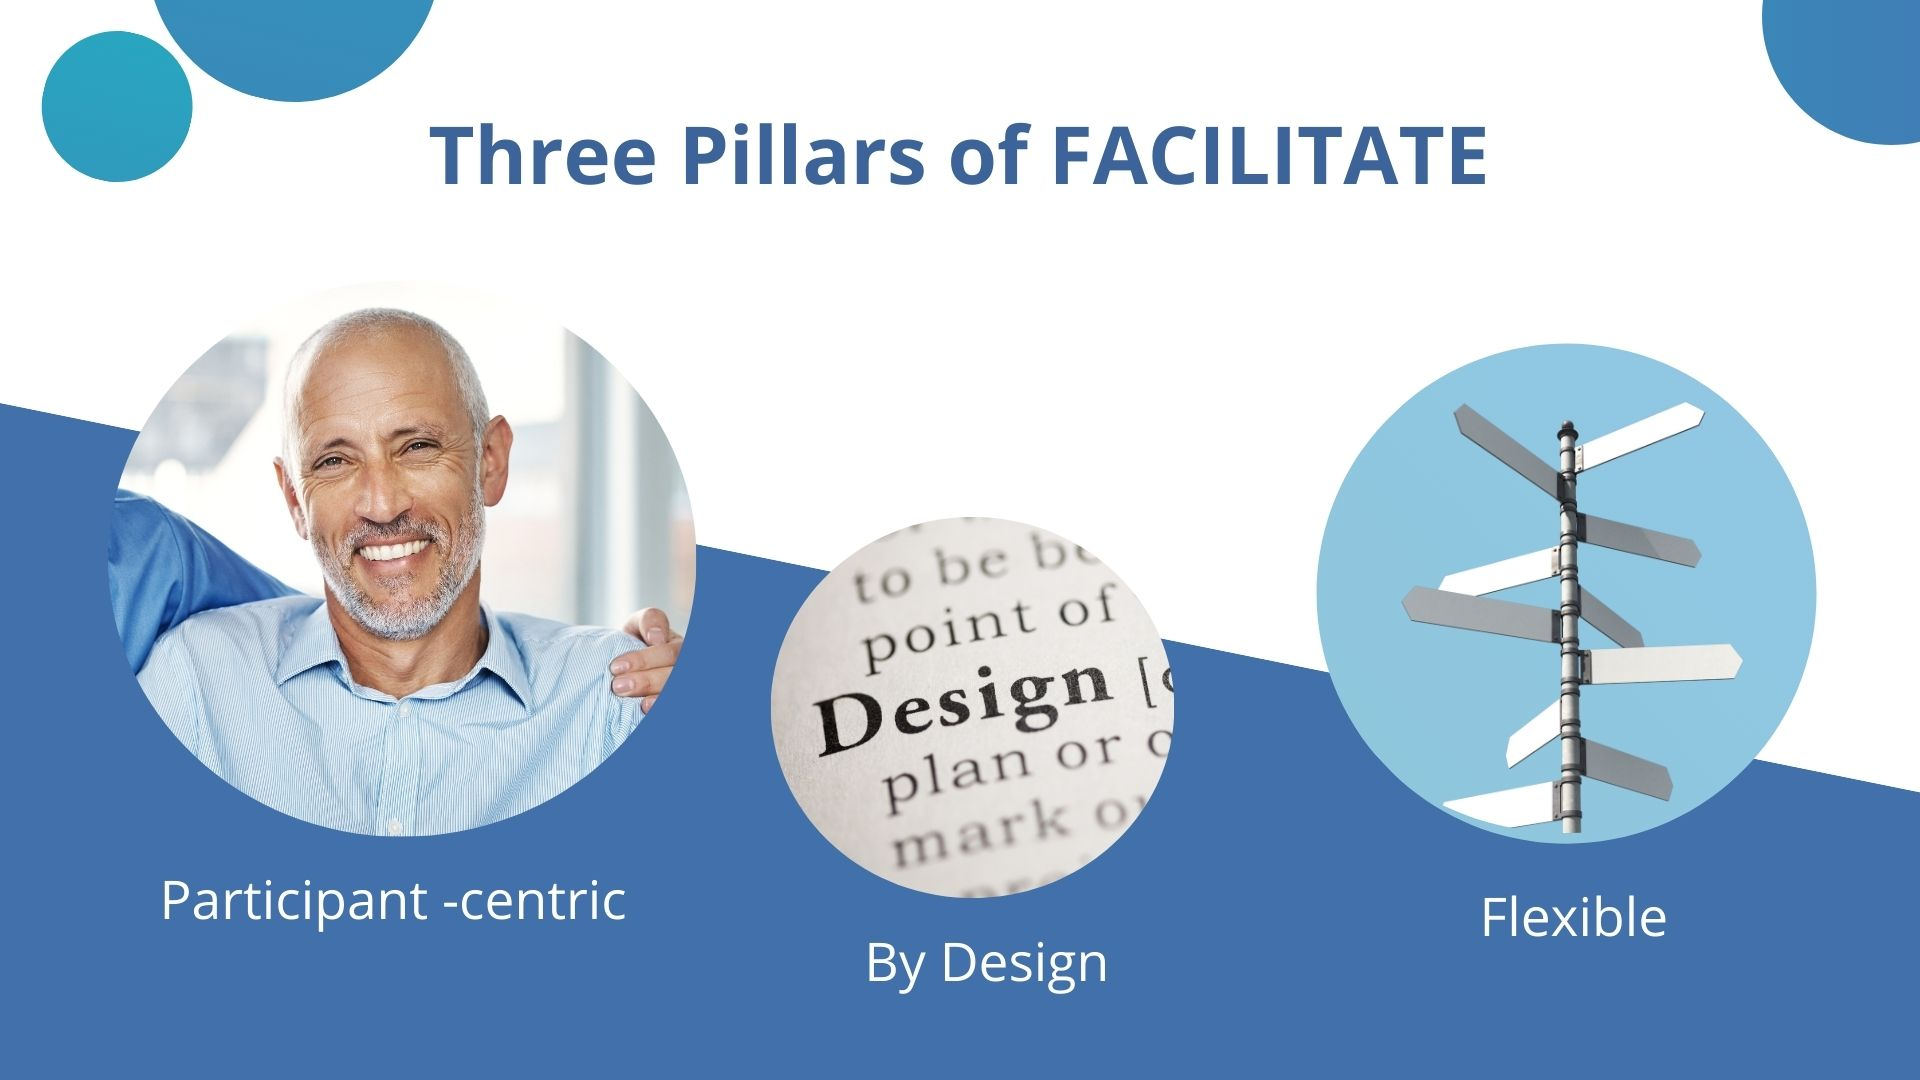 Three Pillars of FACILITATE
to be be
point of
Design [
plan or
mark
Participant -centric
By Design
Flexible